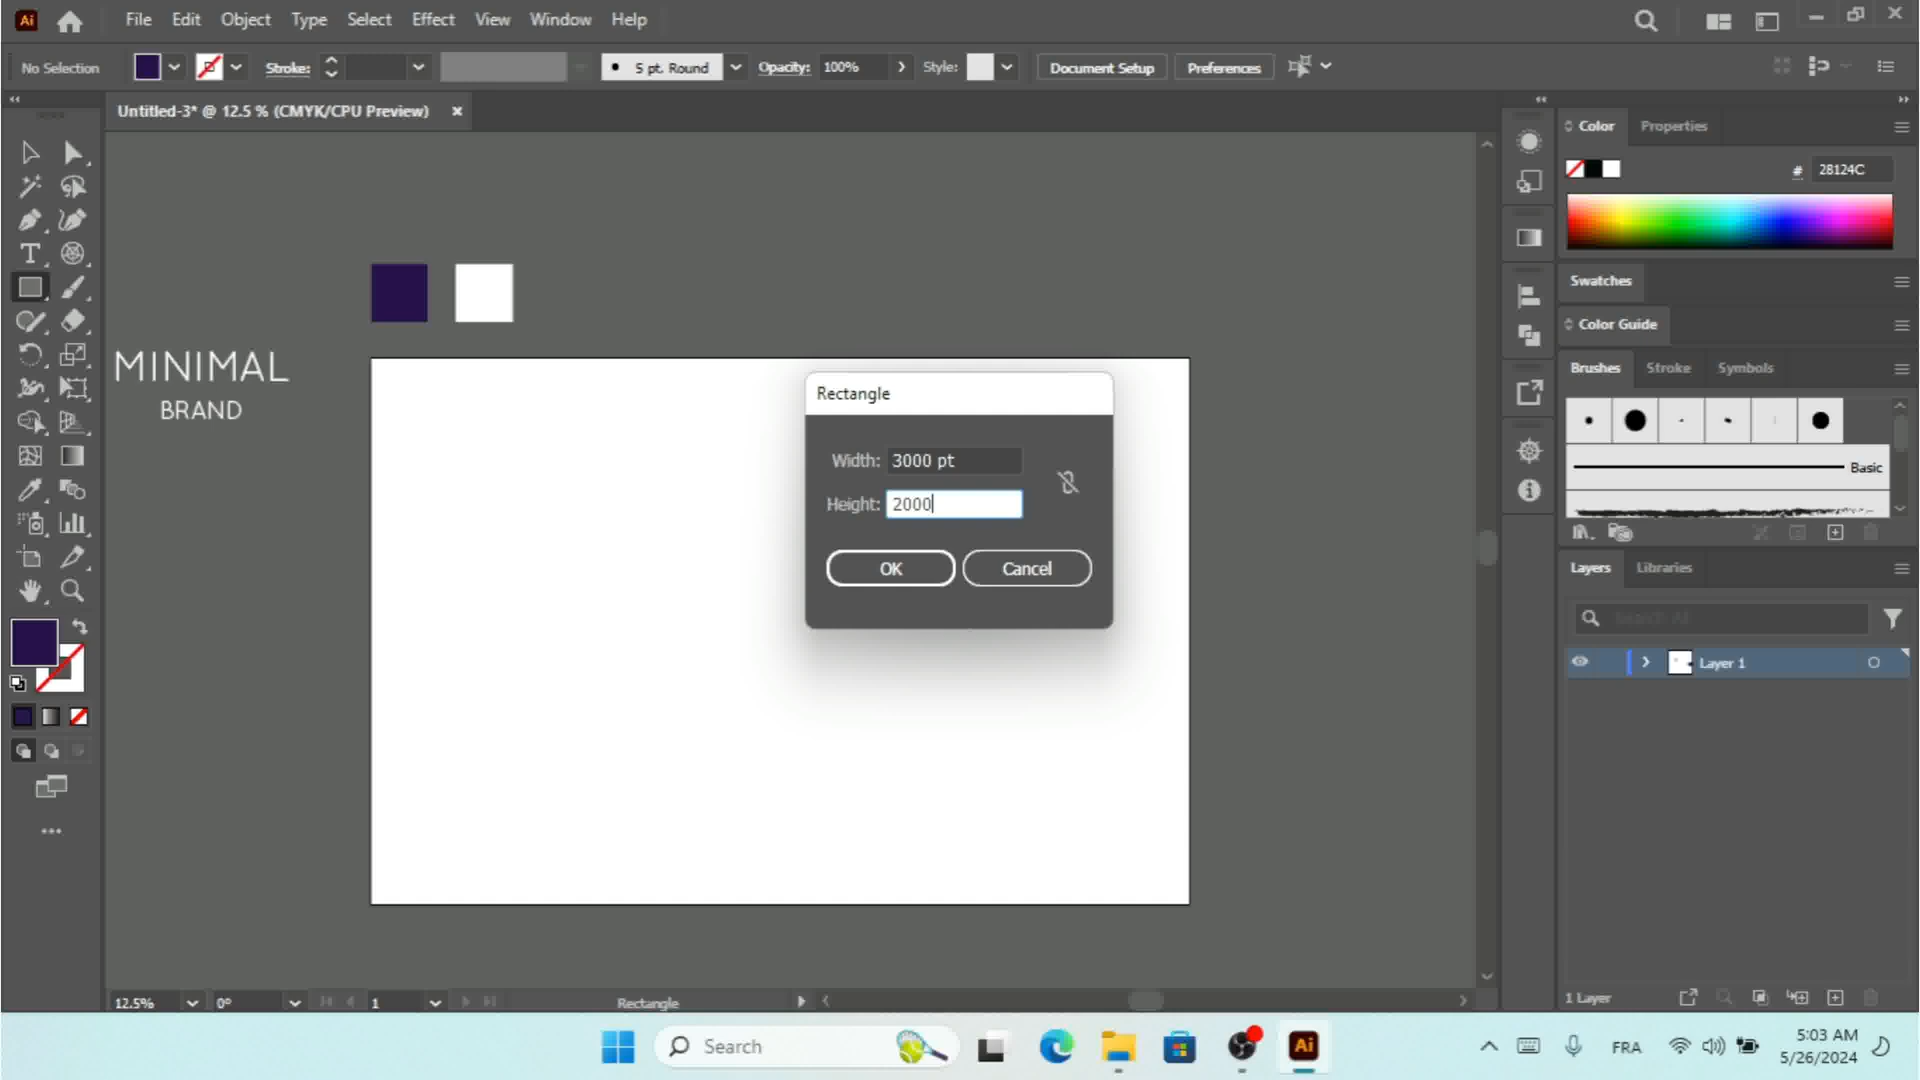 Ai File Edit Object Type Select Effect View Window Help
No Selection Stroke: 5 pt. Round Opacity: 100% Style: Document Setup Preferences
Untitled-3* @ 12.5 % (CMYK/CPU Preview)
Color Properties
# 28124C
Swatches
Color Guide
Brushes Stroke Symbols
Basic
Layers Libraries
Layer 1
1 Layer
MINIMAL
BRAND
Rectangle
Width: 3000 pt
Height: 2000
OK Cancel
12.5% 0° 1 Rectangle
Search Ai FRA 5:03 AM
5/26/2024